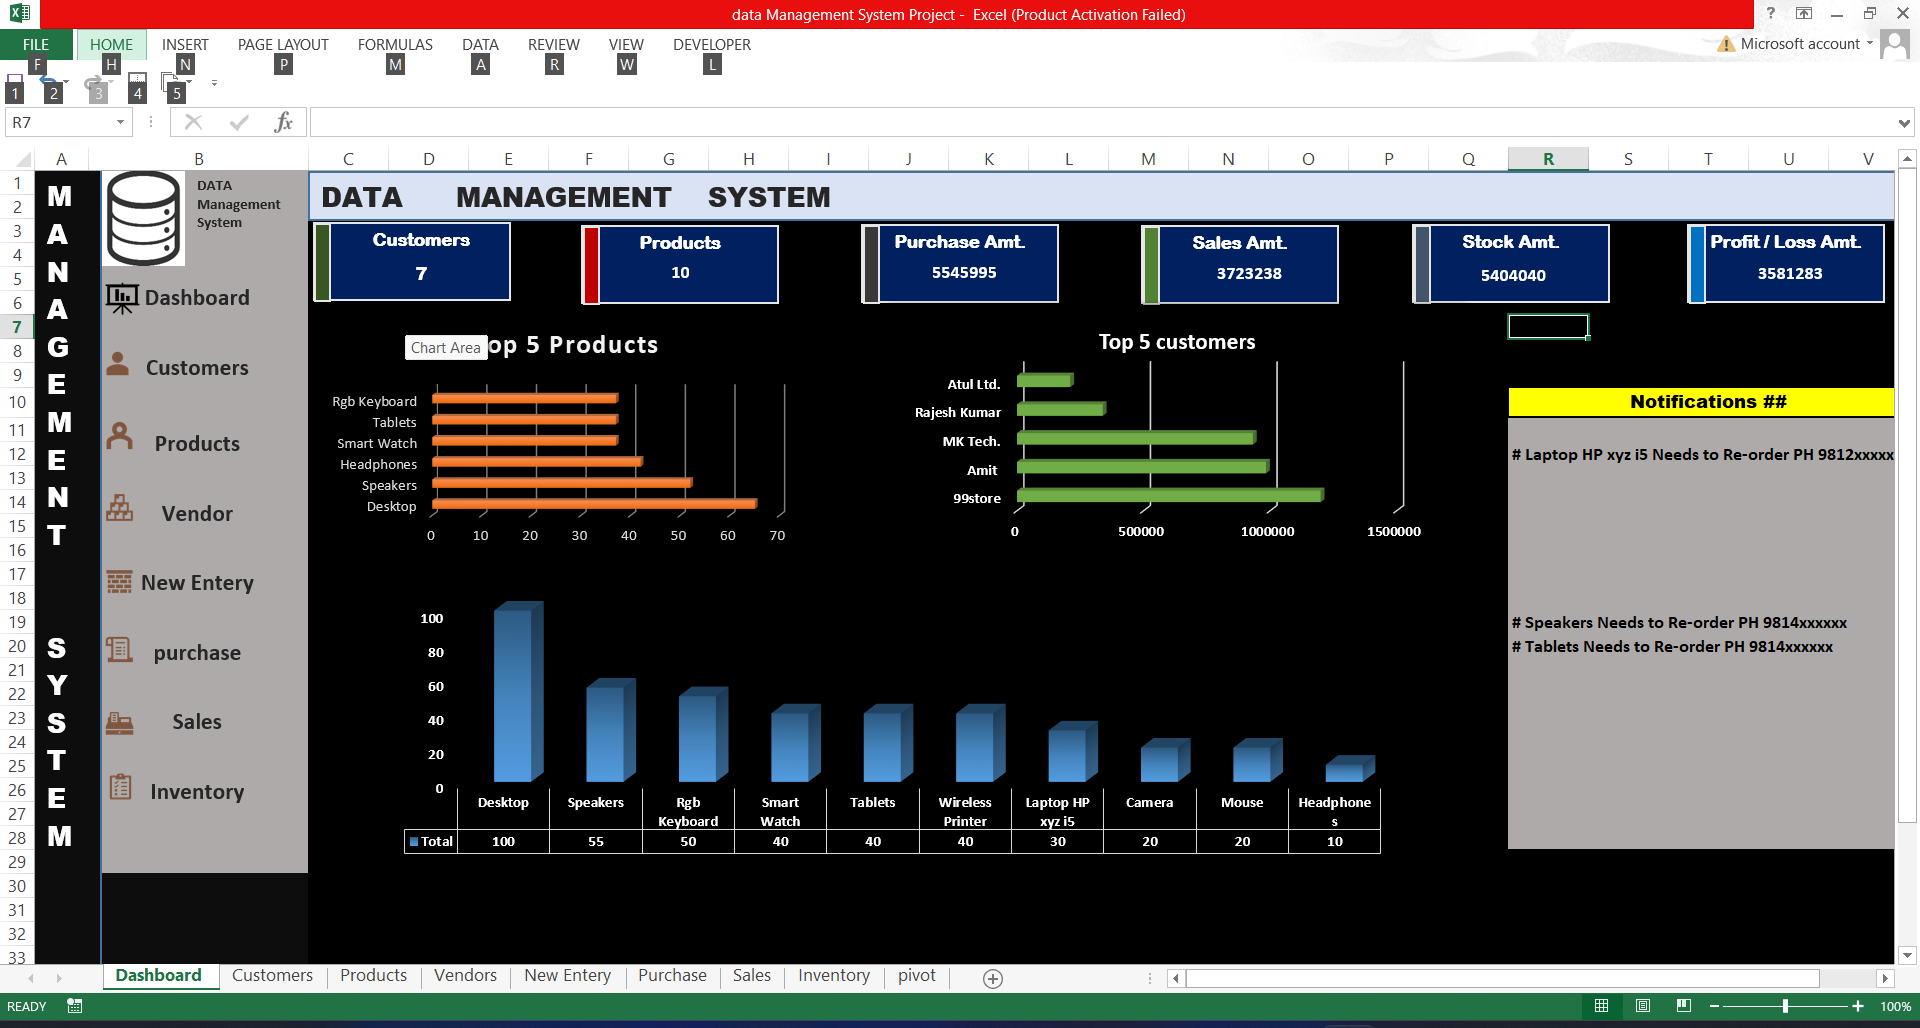 data Management System Project - Excel (Product Activation Failed)
?
FILE HOME INSERT PAGE LAYOUT FORMULAS DATA REVIEW VIEW DEVELOPER
Microsoft account
F H N P M A R W L
1 2 3 4 5
R7
fx
A B C D E F G H I J K L M N O P Q R S T U V
1
2
3
4
5
6
7
8
9
10
11
12
13
14
15
16
17
18
19
20
21
22
23
24
25
26
27
28
29
30
31
32
33
M
A
N
A
G
E
M
E
N
T
S
Y
S
T
E
M
DATA
Management
System
Dashboard
Customers
Products
Vendor
New Entery
purchase
Sales
Inventory
DATA MANAGEMENT SYSTEM
Customers
7
Products
10
Purchase Amt.
5545995
Sales Amt.
3723238
Stock Amt.
5404040
Profit / Loss Amt.
3581283
Chart Area
op 5 Products
Rgb Keyboard
Tablets
Smart Watch
Headphones
Speakers
Desktop
0 10 20 30 40 50 60 70
Top 5 customers
Atul Ltd.
Rajesh Kumar
MK Tech.
Amit
99store
0 500000 1000000 1500000
Notifications ##
# Laptop HP xyz i5 Needs to Re-order PH 9812xxxxx
# Speakers Needs to Re-order PH 9814xxxxxx
# Tablets Needs to Re-order PH 9814xxxxxx
100
80
60
40
20
0
Desktop Speakers Rgb Smart Tablets Wireless Laptop HP Camera Mouse Headphone
Keyboard Watch Printer xyz i5 s
Total 100 55 50 40 40 40 30 20 20 10
Dashboard Customers Products Vendors New Entery Purchase Sales Inventory pivot
READY
100%